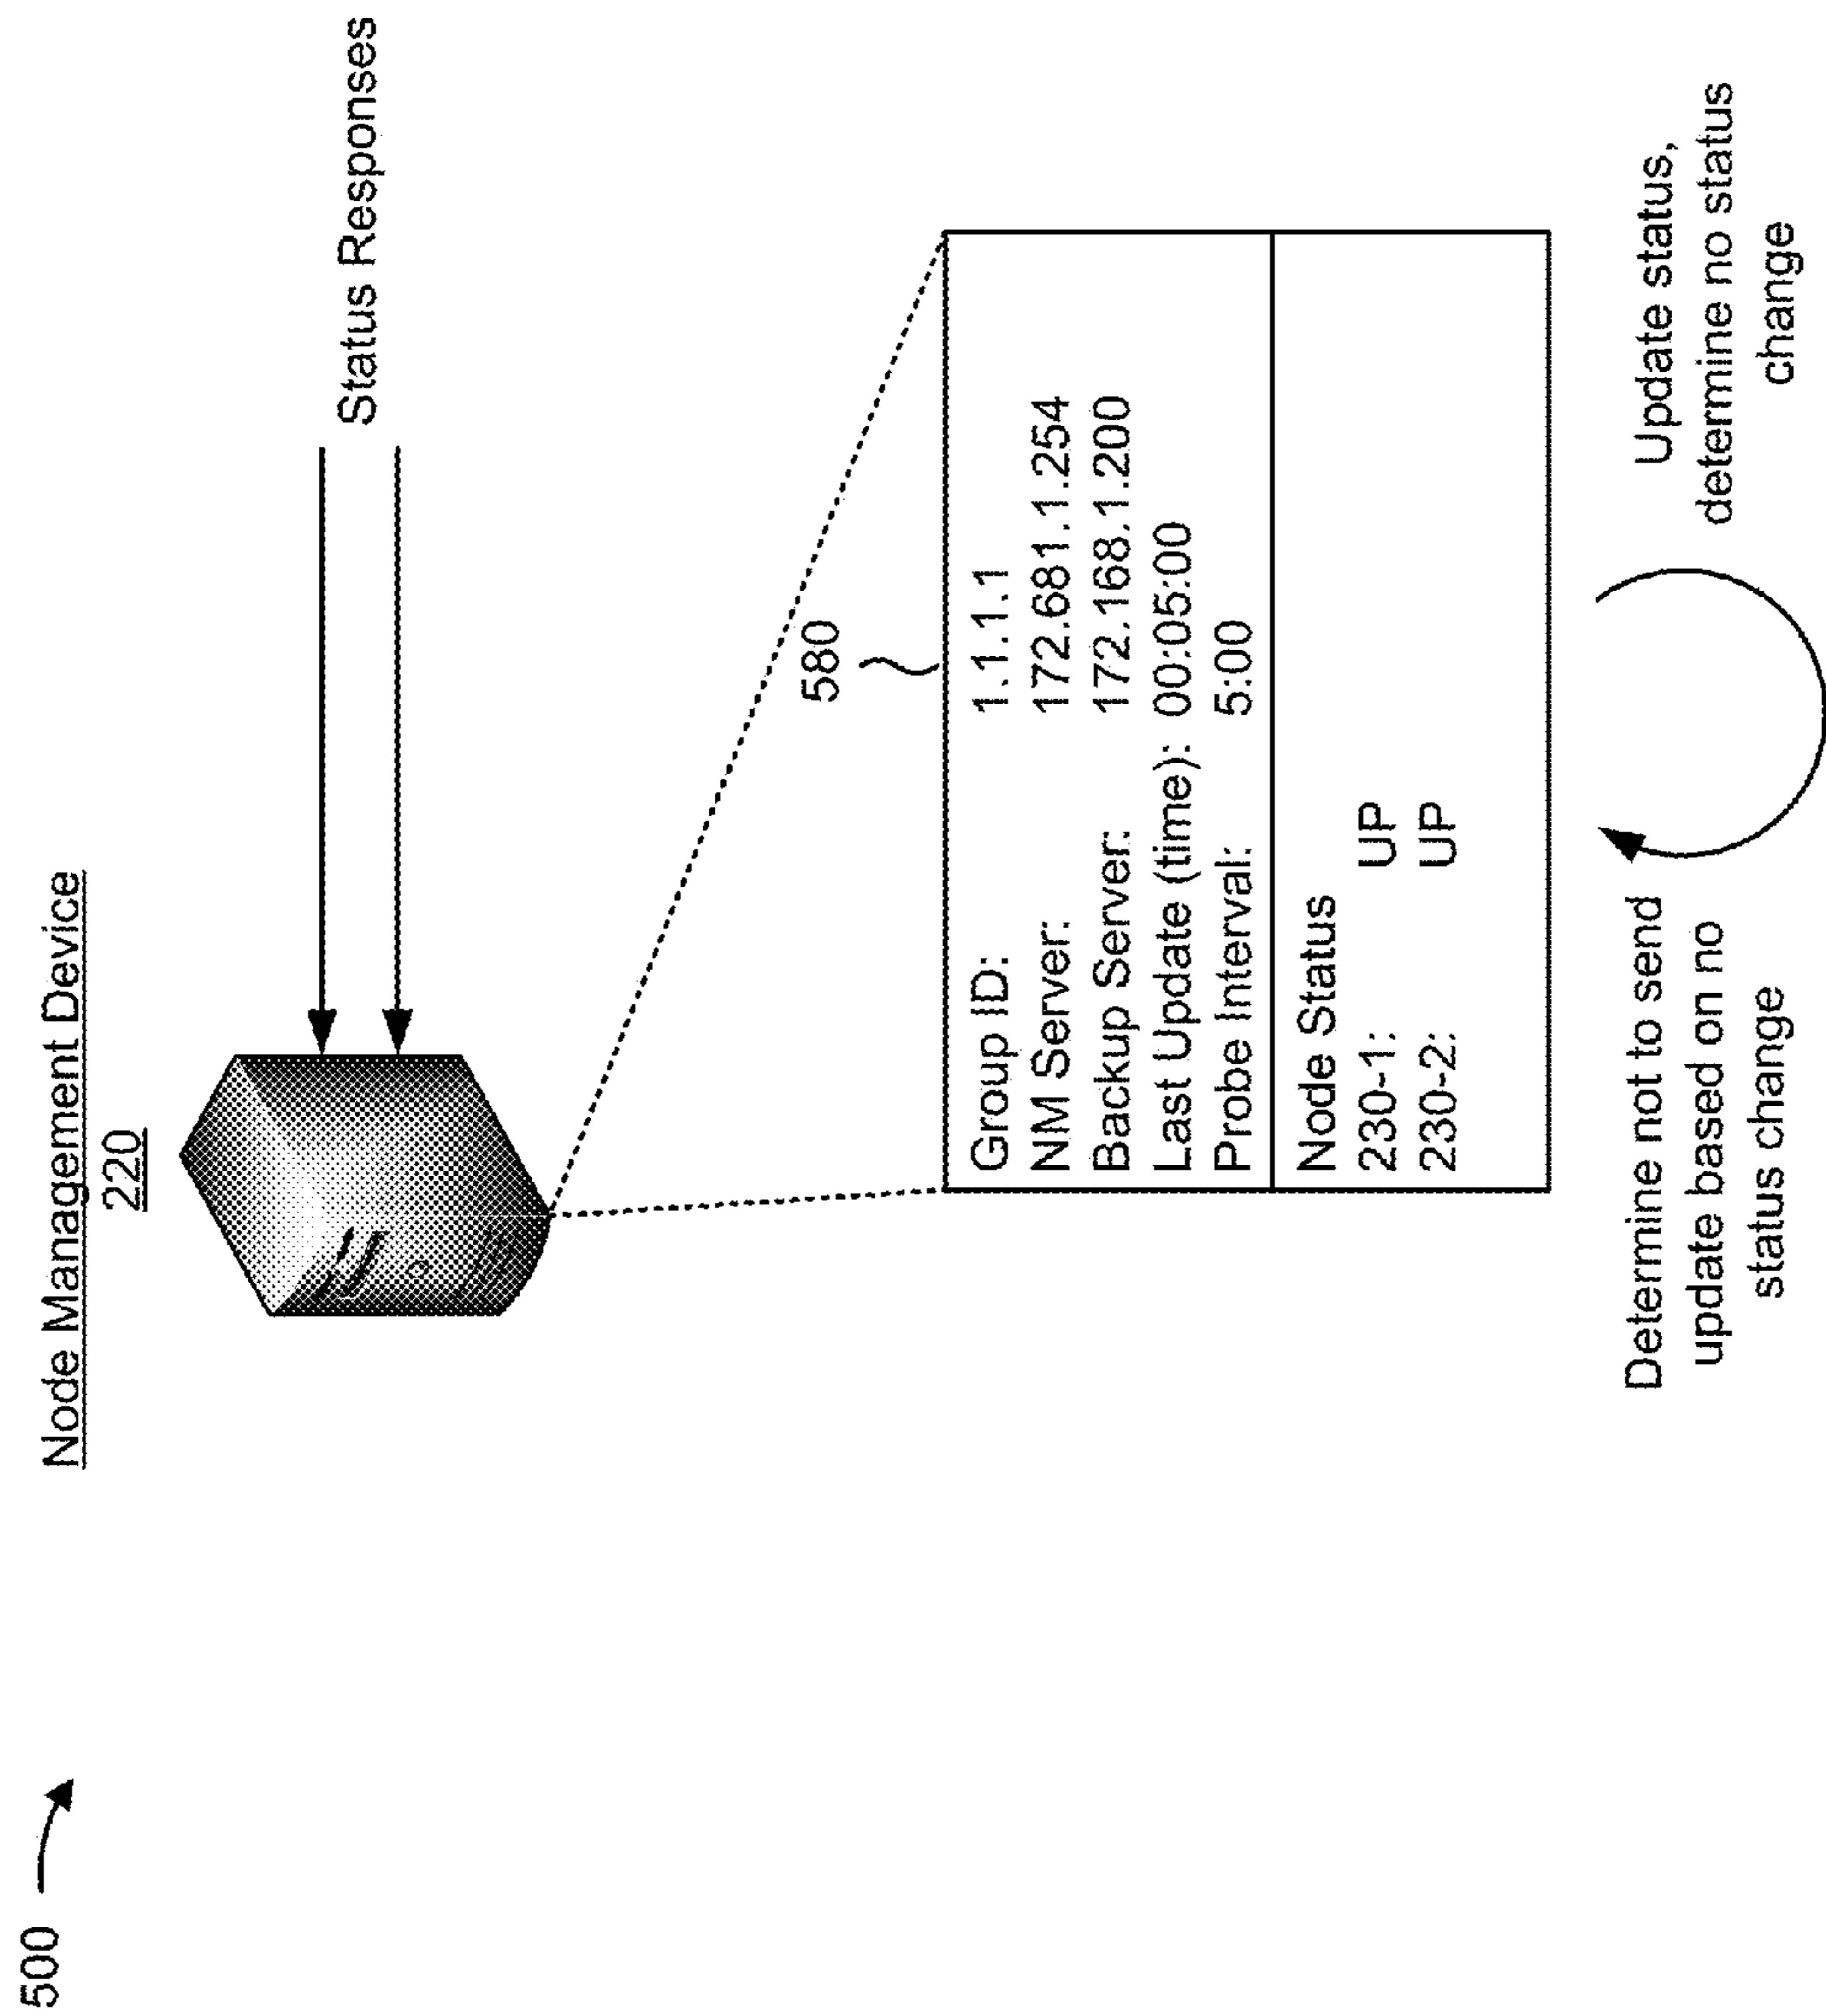 500
Node Management Device
220
Status Responses
580
Group ID: 1.1.1.1
NM Server: 172.681.1.254
Backup Server: 172.168.1.200
Last Update (time): 00:05:00
Probe Interval: 5:00
Node Status
230-1: UP
230-2: UP
Determine not to send
update based on no
status change
Update status,
determine no status
change